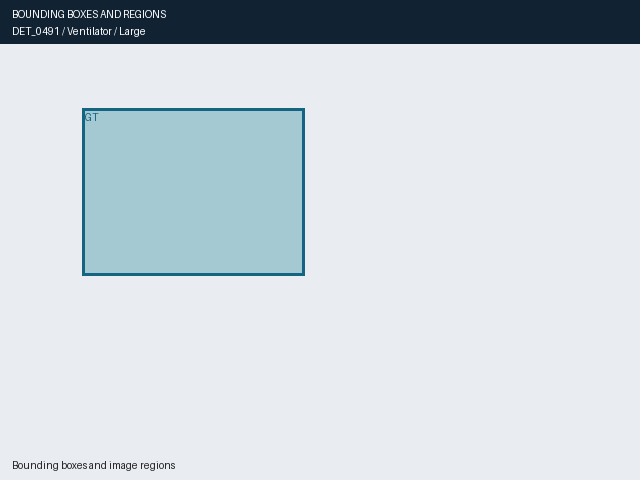 BOUNDING BOXES AND REGIONS
DET_0491 / Ventilator / Large
GT
Bounding boxes and image regions